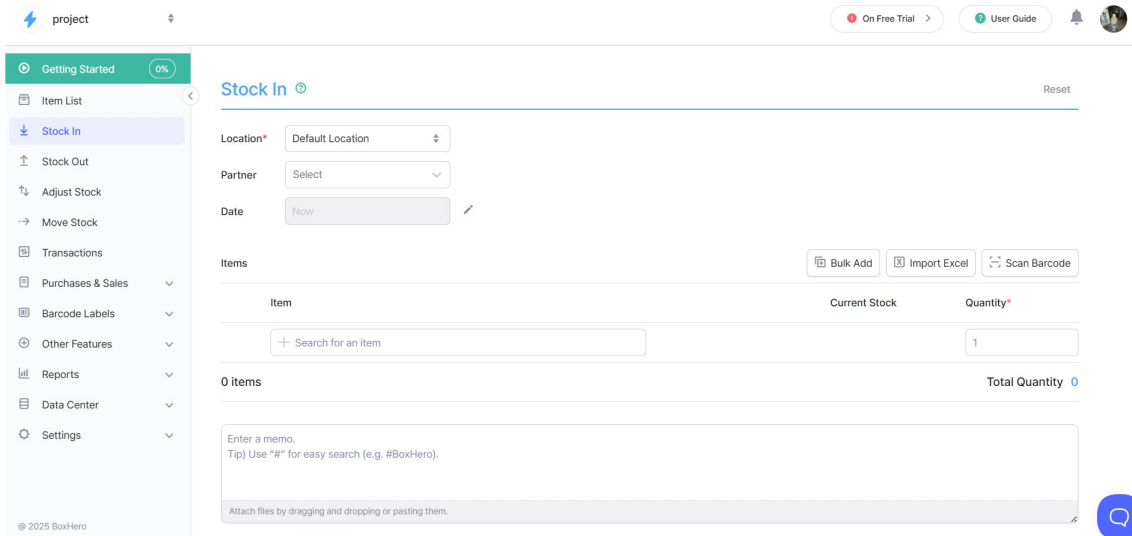 project
On Free Trial
User Guide
Getting Started 0%
Item List
Stock In
Stock Out
Adjust Stock
Move Stock
Transactions
Purchases & Sales
Barcode Labels
Other Features
Reports
Data Center
Settings
@ 2025 BoxHero
Stock In
Reset
Location* Default Location
Partner Select
Date Now
Items Bulk Add Import Excel Scan Barcode
Item Current Stock Quantity*
Search for an item 1
0 items Total Quantity 0
Enter a memo.
Tip) Use "#" for easy search (e.g. #BoxHero).
Attach files by dragging and dropping or pasting them.